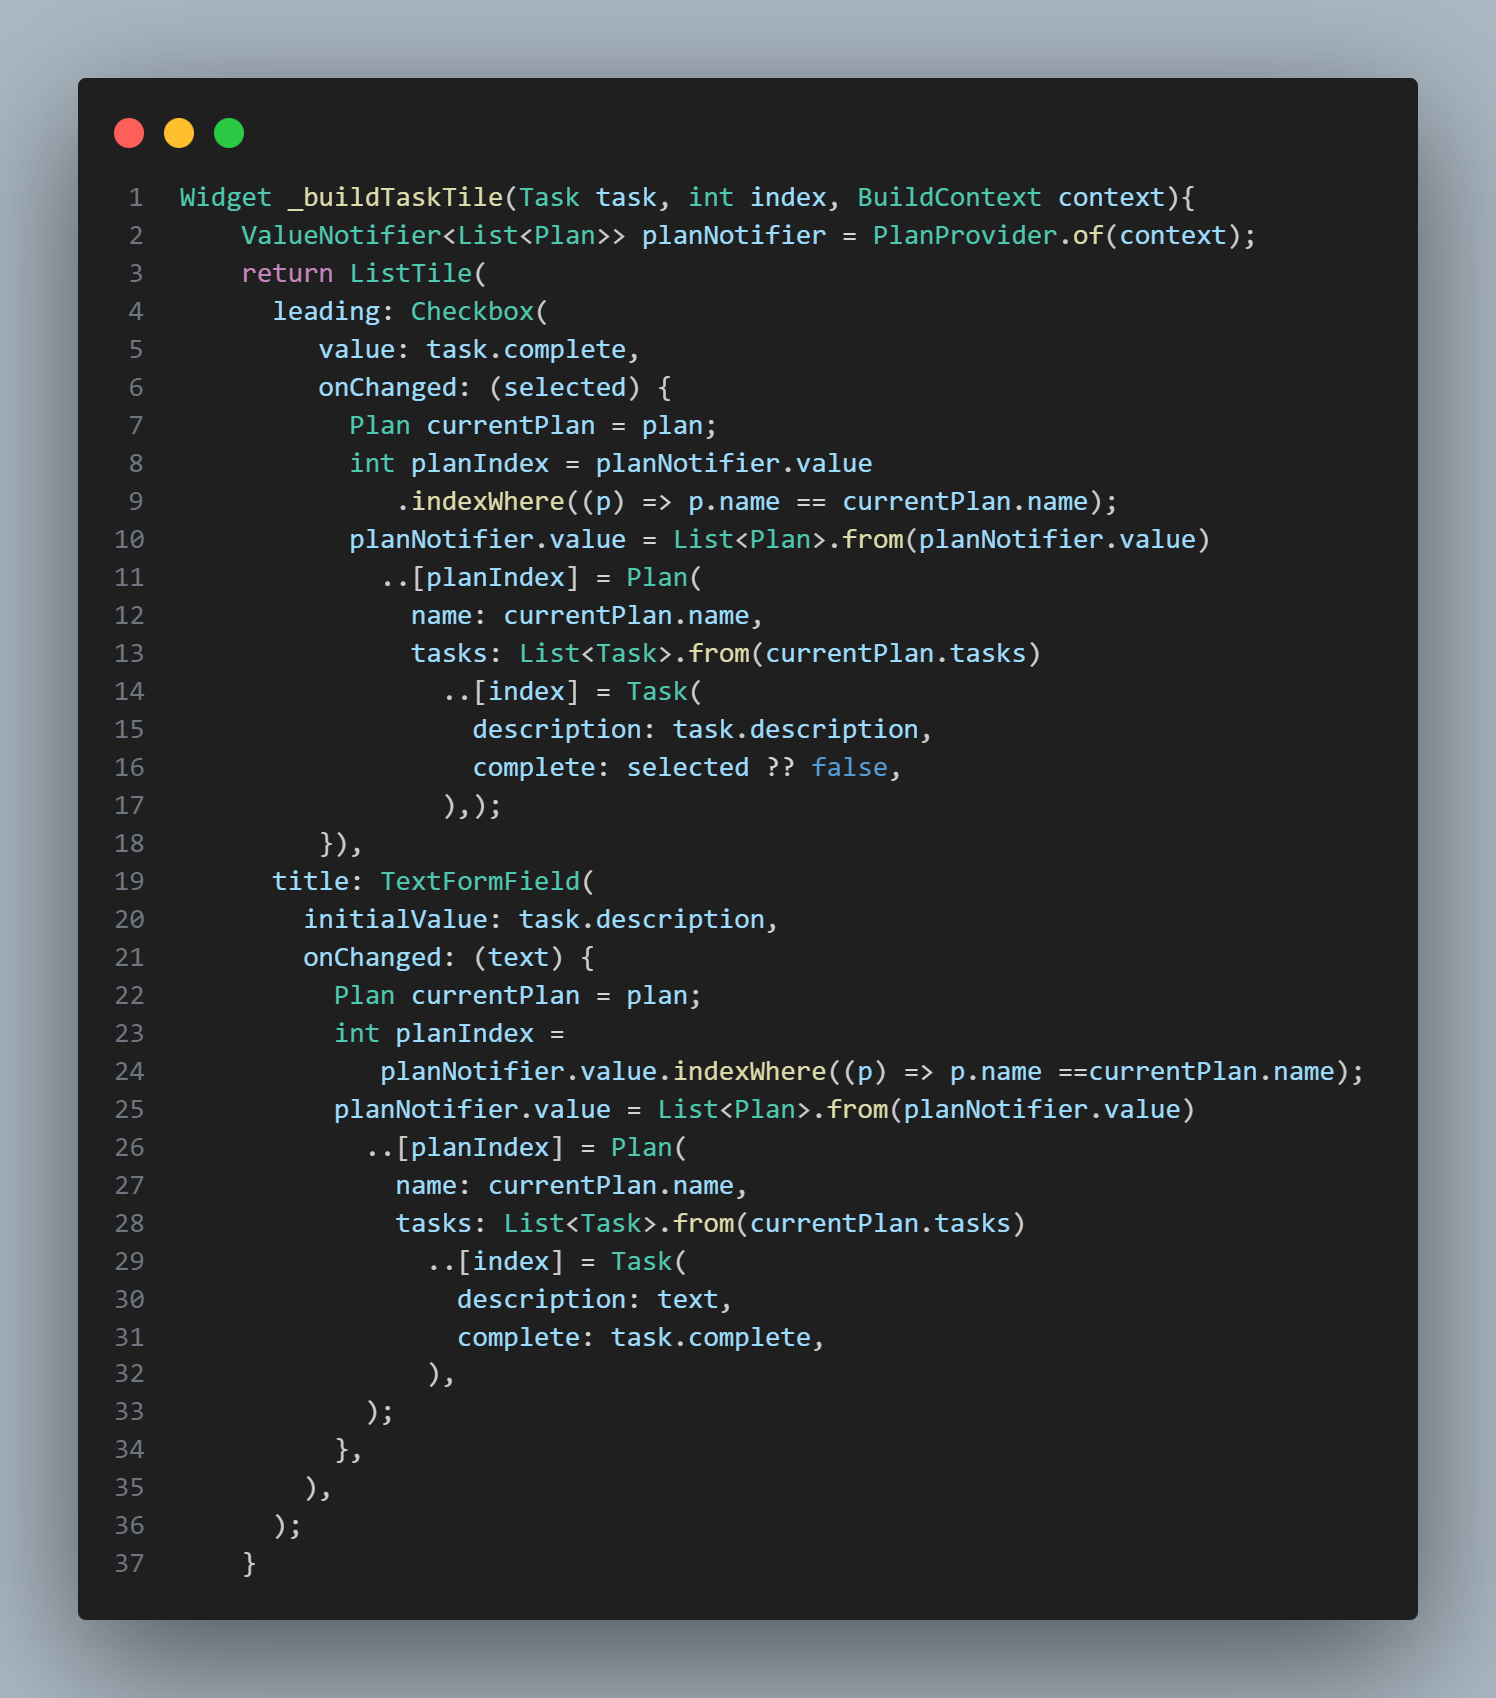 1 Widget _buildTaskTile(Task task, int index, BuildContext context){
2     ValueNotifier<List<Plan>> planNotifier = PlanProvider.of(context);
3     return ListTile(
4       leading: Checkbox(
5          value: task.complete,
6          onChanged: (selected) {
7            Plan currentPlan = plan;
8            int planIndex = planNotifier.value
9               .indexWhere((p) => p.name == currentPlan.name);
10            planNotifier.value = List<Plan>.from(planNotifier.value)
11              ..[planIndex] = Plan(
12                name: currentPlan.name,
13                tasks: List<Task>.from(currentPlan.tasks)
14                  ..[index] = Task(
15                    description: task.description,
16                    complete: selected ?? false,
17                  ),);
18          }),
19       title: TextFormField(
20         initialValue: task.description,
21         onChanged: (text) {
22           Plan currentPlan = plan;
23           int planIndex =
24              planNotifier.value.indexWhere((p) => p.name ==currentPlan.name);
25           planNotifier.value = List<Plan>.from(planNotifier.value)
26             ..[planIndex] = Plan(
27               name: currentPlan.name,
28               tasks: List<Task>.from(currentPlan.tasks)
29                 ..[index] = Task(
30                   description: text,
31                   complete: task.complete,
32                 ),
33             );
34           },
35         ),
36       );
37     }